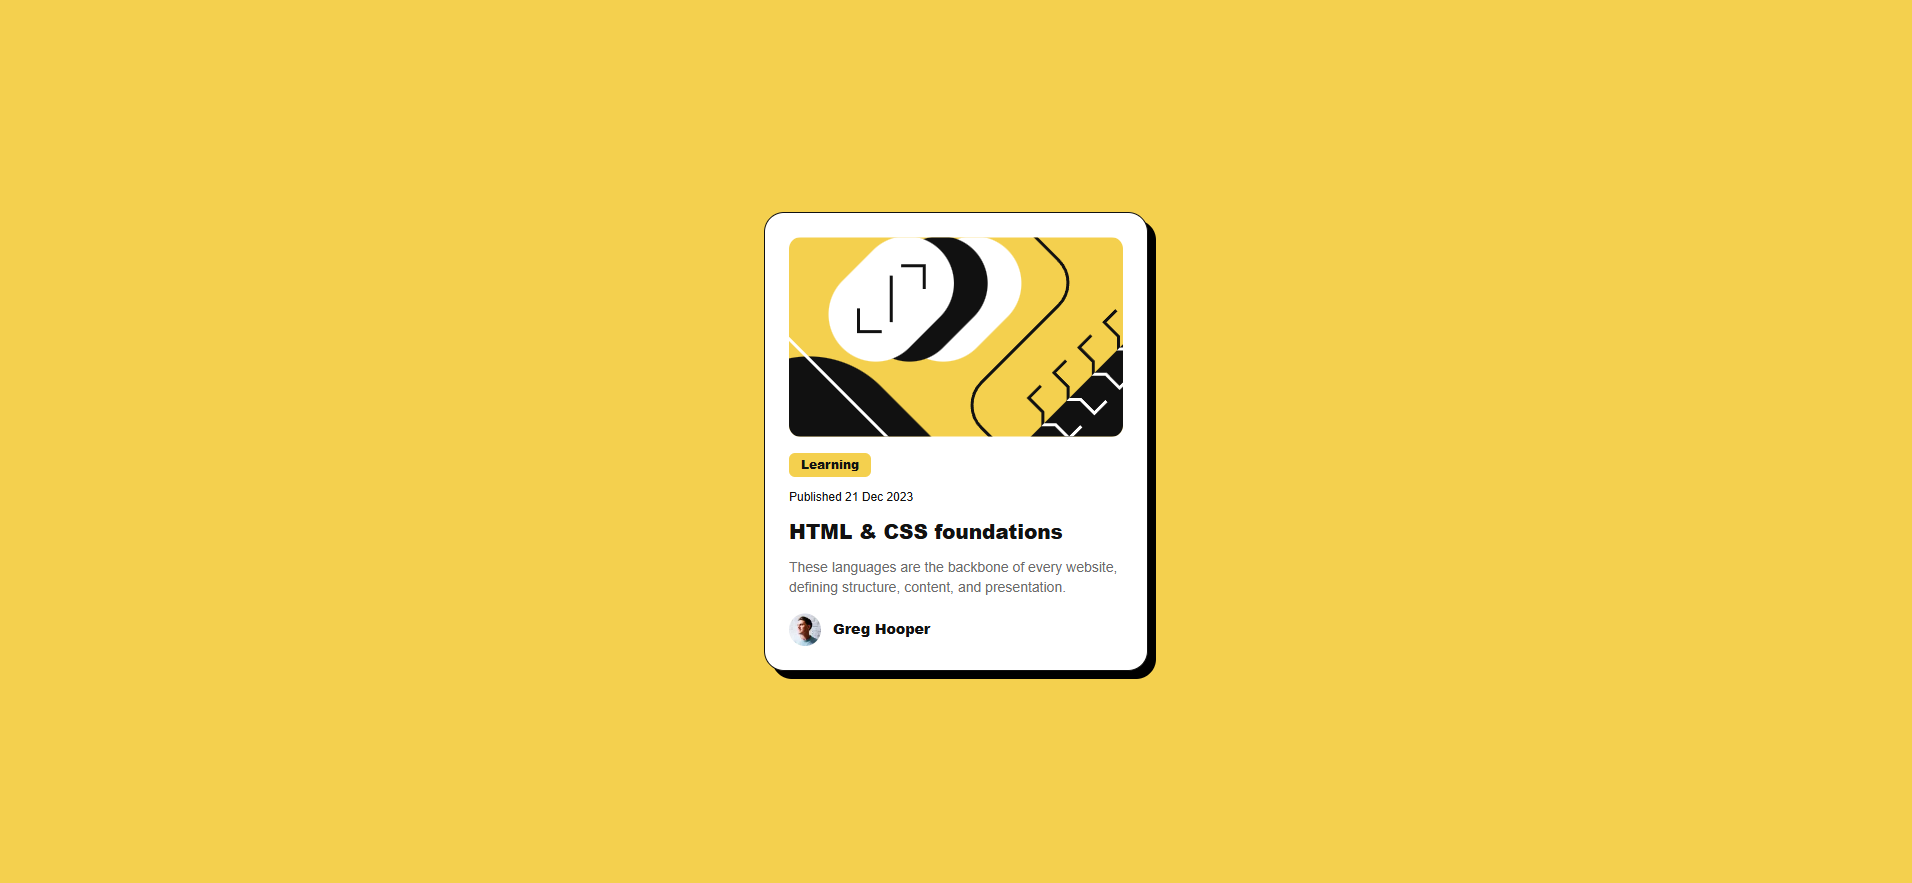 Learning
Published 21 Dec 2023
HTML & CSS foundations
These languages are the backbone of every website,
defining structure, content, and presentation.
Greg Hooper